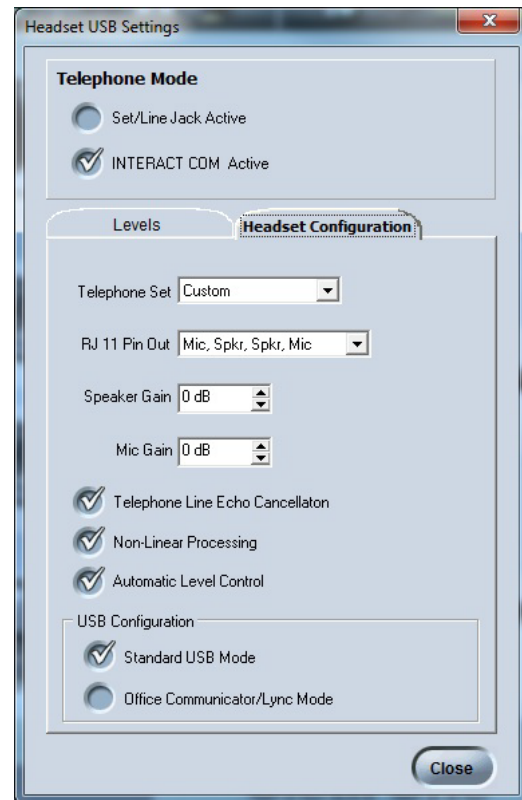 Headset USB Settings
Telephone Mode
Set/Line Jack Active
INTERACT COM Active
Levels
Headset Configuration
Telephone Set Custom
RJ 11 Pin Out Mic, Spkr, Spkr, Mic
Speaker Gain 0 dB
Mic Gain 0 dB
Telephone Line Echo Cancellaton
Non-Linear Processing
Automatic Level Control
USB Configuration
Standard USB Mode
Office Communicator/Lync Mode
Close